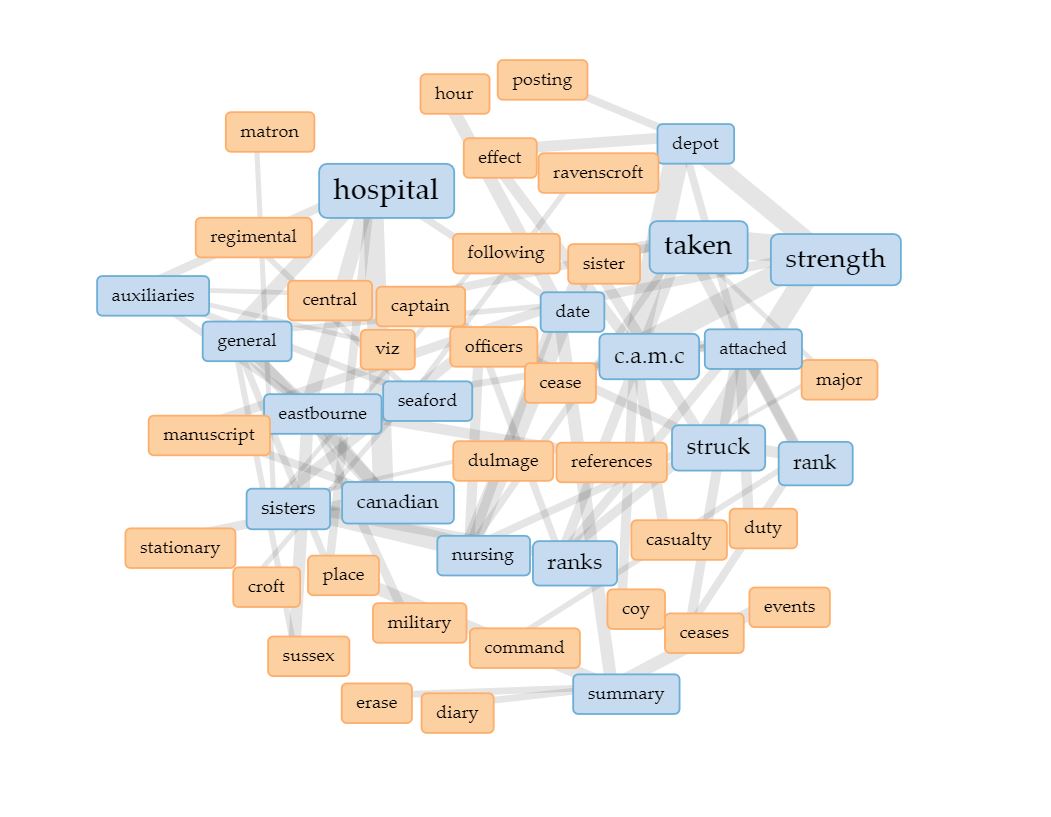 posting
hour
matron
depot
effect
ravenscroft
hospital
regimental
taken
following
sister
strength
auxiliaries
central
captain
date
general
viz
officers
c.a.m.c
attached
cease
major
eastbourne
seaford
manuscript
struck
dulmage
references
rank
sisters
canadian
stationary
nursing
ranks
casualty
duty
croft
place
military
coy
events
ceases
command
sussex
erase
diary
summary